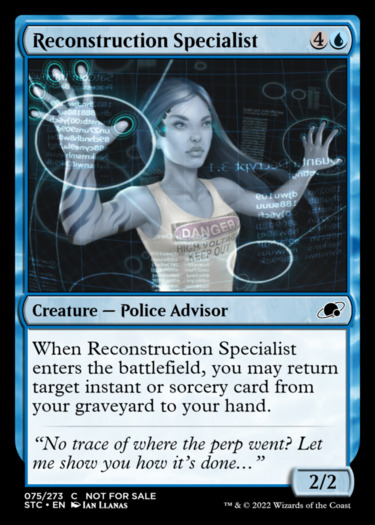 Reconstruction Specialist 4
DANGER
HIGH VOLTAGE
KEEP OUT
Creature — Police Advisor
When Reconstruction Specialist
enters the battlefield, you may return
target instant or sorcery card from
your graveyard to your hand.
“No trace of where the perp went? Let
me show you how it’s done…”
2/2
075/273 C NOT FOR SALE
STC • EN Ian Llanas
™ & © 2022 Wizards of the Coast